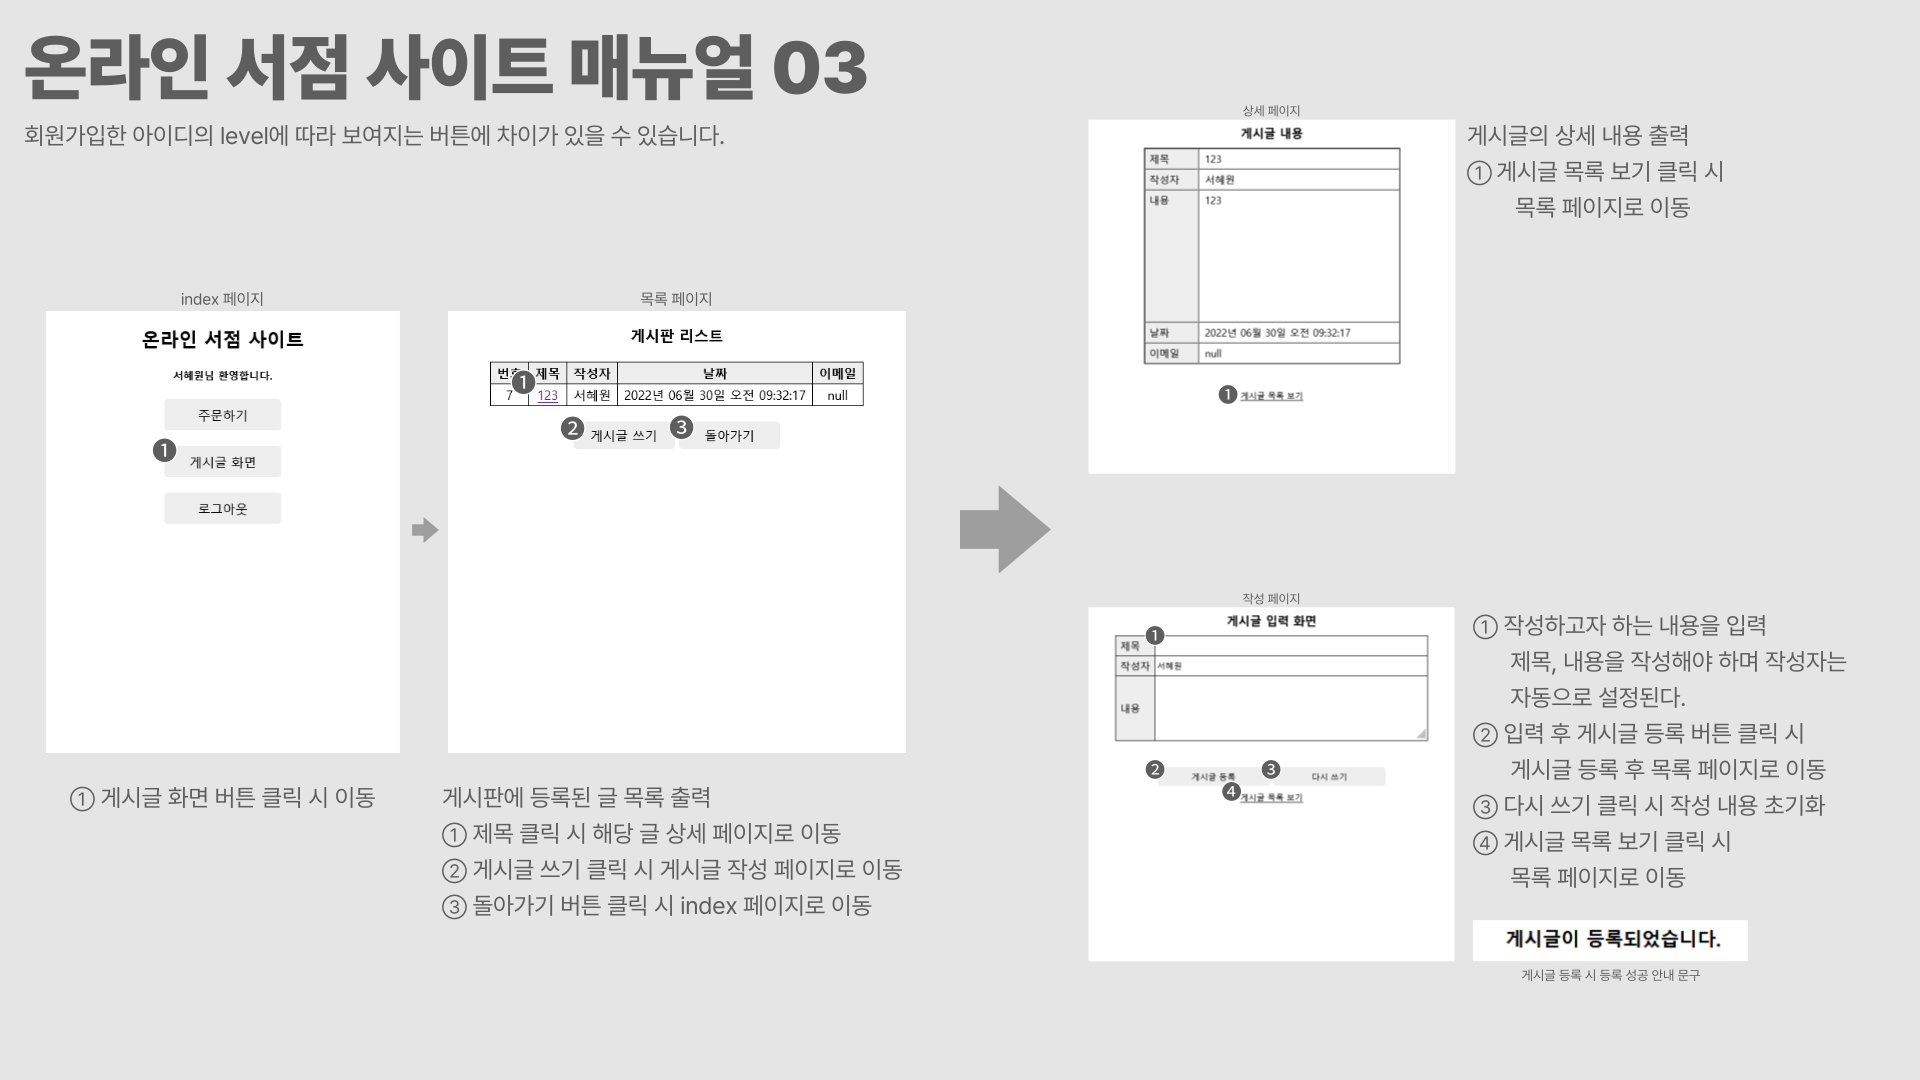 온라인 서점 사이트 매뉴얼 03
회원가입한 아이디의 level에 따라 보여지는 버튼에 차이가 있을 수 있습니다.
index 페이지
온라인 서점 사이트
서혜원님 환영합니다.
주문하기
❶ 게시글 화면
로그아웃
① 게시글 화면 버튼 클릭 시 이동
목록 페이지
게시판 리스트
제목 작성자 날짜 이메일
❶
7 123 서혜원 2022년 06월 30일 오전 09:32:17 null
❷ 게시글 쓰기 ❸ 돌아가기
게시판에 등록된 글 목록 출력
① 제목 클릭 시 해당 글 상세 페이지로 이동
② 게시글 쓰기 클릭 시 게시글 작성 페이지로 이동
③ 돌아가기 버튼 클릭 시 index 페이지로 이동
상세 페이지
게시글 내용
제목 123
작성자 서혜원
내용 123
날짜 2022년 06월 30일 오전 09:32:17
이메일 null
❶ 게시글 목록 보기
게시글의 상세 내용 출력
① 게시글 목록 보기 클릭 시
목록 페이지로 이동
작성 페이지
게시글 입력 화면
제목 ❶
작성자 서혜원
내용
❷ 게시글 등록 ❸ 다시 쓰기
❹ 게시글 목록 보기
① 작성하고자 하는 내용을 입력
제목, 내용을 작성해야 하며 작성자는
자동으로 설정된다.
② 입력 후 게시글 등록 버튼 클릭 시
게시글 등록 후 목록 페이지로 이동
③ 다시 쓰기 클릭 시 작성 내용 초기화
④ 게시글 목록 보기 클릭 시
목록 페이지로 이동
게시글이 등록되었습니다.
게시글 등록 시 등록 성공 안내 문구